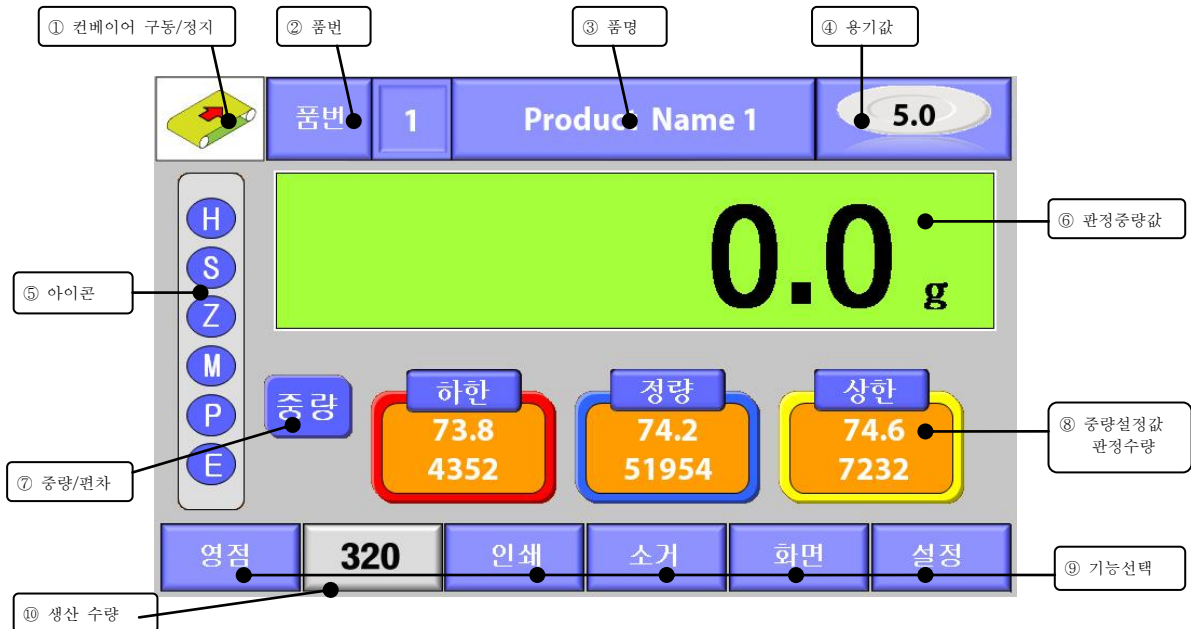 ① 컨베이어 구동/정지
② 품번
③ 품명
④ 용기값
품번
1
Product Name 1
5.0
H
S
Z
M
P
E
0.0 g
⑤ 아이콘
⑥ 판정중량값
중량
하한
73.8
4352
정량
74.2
51954
상한
74.6
7232
⑦ 중량/편차
⑧ 중량설정값
판정수량
영점
320
인쇄
소거
화면
설정
⑨ 기능선택
⑩ 생산 수량